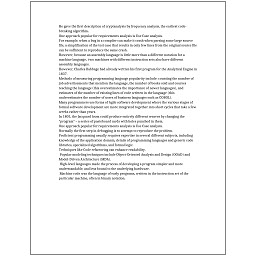 He gave the first description of cryptanalysis by frequency analysis, the earliest code-
breaking algorithm.
One approach popular for requirements analysis is Use Case analysis.
For example, when a bug in a compiler can make it crash when parsing some large source
file, a simplification of the test case that results in only few lines from the original source file
can be sufficient to reproduce the same crash.
However, because an assembly language is little more than a different notation for a
machine language, two machines with different instruction sets also have different
assembly languages.
However, Charles Babbage had already written his first program for the Analytical Engine in
1837.
Methods of measuring programming language popularity include: counting the number of
job advertisements that mention the language, the number of books sold and courses
teaching the language (this overestimates the importance of newer languages), and
estimates of the number of existing lines of code written in the language (this
underestimates the number of users of business languages such as COBOL).
Many programmers use forms of Agile software development where the various stages of
formal software development are more integrated together into short cycles that take a few
weeks rather than years.
In 1801, the Jacquard loom could produce entirely different weaves by changing the
"program" – a series of pasteboard cards with holes punched in them.
One approach popular for requirements analysis is Use Case analysis.
Normally the first step in debugging is to attempt to reproduce the problem.
Proficient programming usually requires expertise in several different subjects, including
knowledge of the application domain, details of programming languages and generic code
libraries, specialized algorithms, and formal logic.
Techniques like Code refactoring can enhance readability.
Popular modeling techniques include Object-Oriented Analysis and Design (OOAD) and
Model-Driven Architecture (MDA).
High-level languages made the process of developing a program simpler and more
understandable, and less bound to the underlying hardware.
Machine code was the language of early programs, written in the instruction set of the
particular machine, often in binary notation.